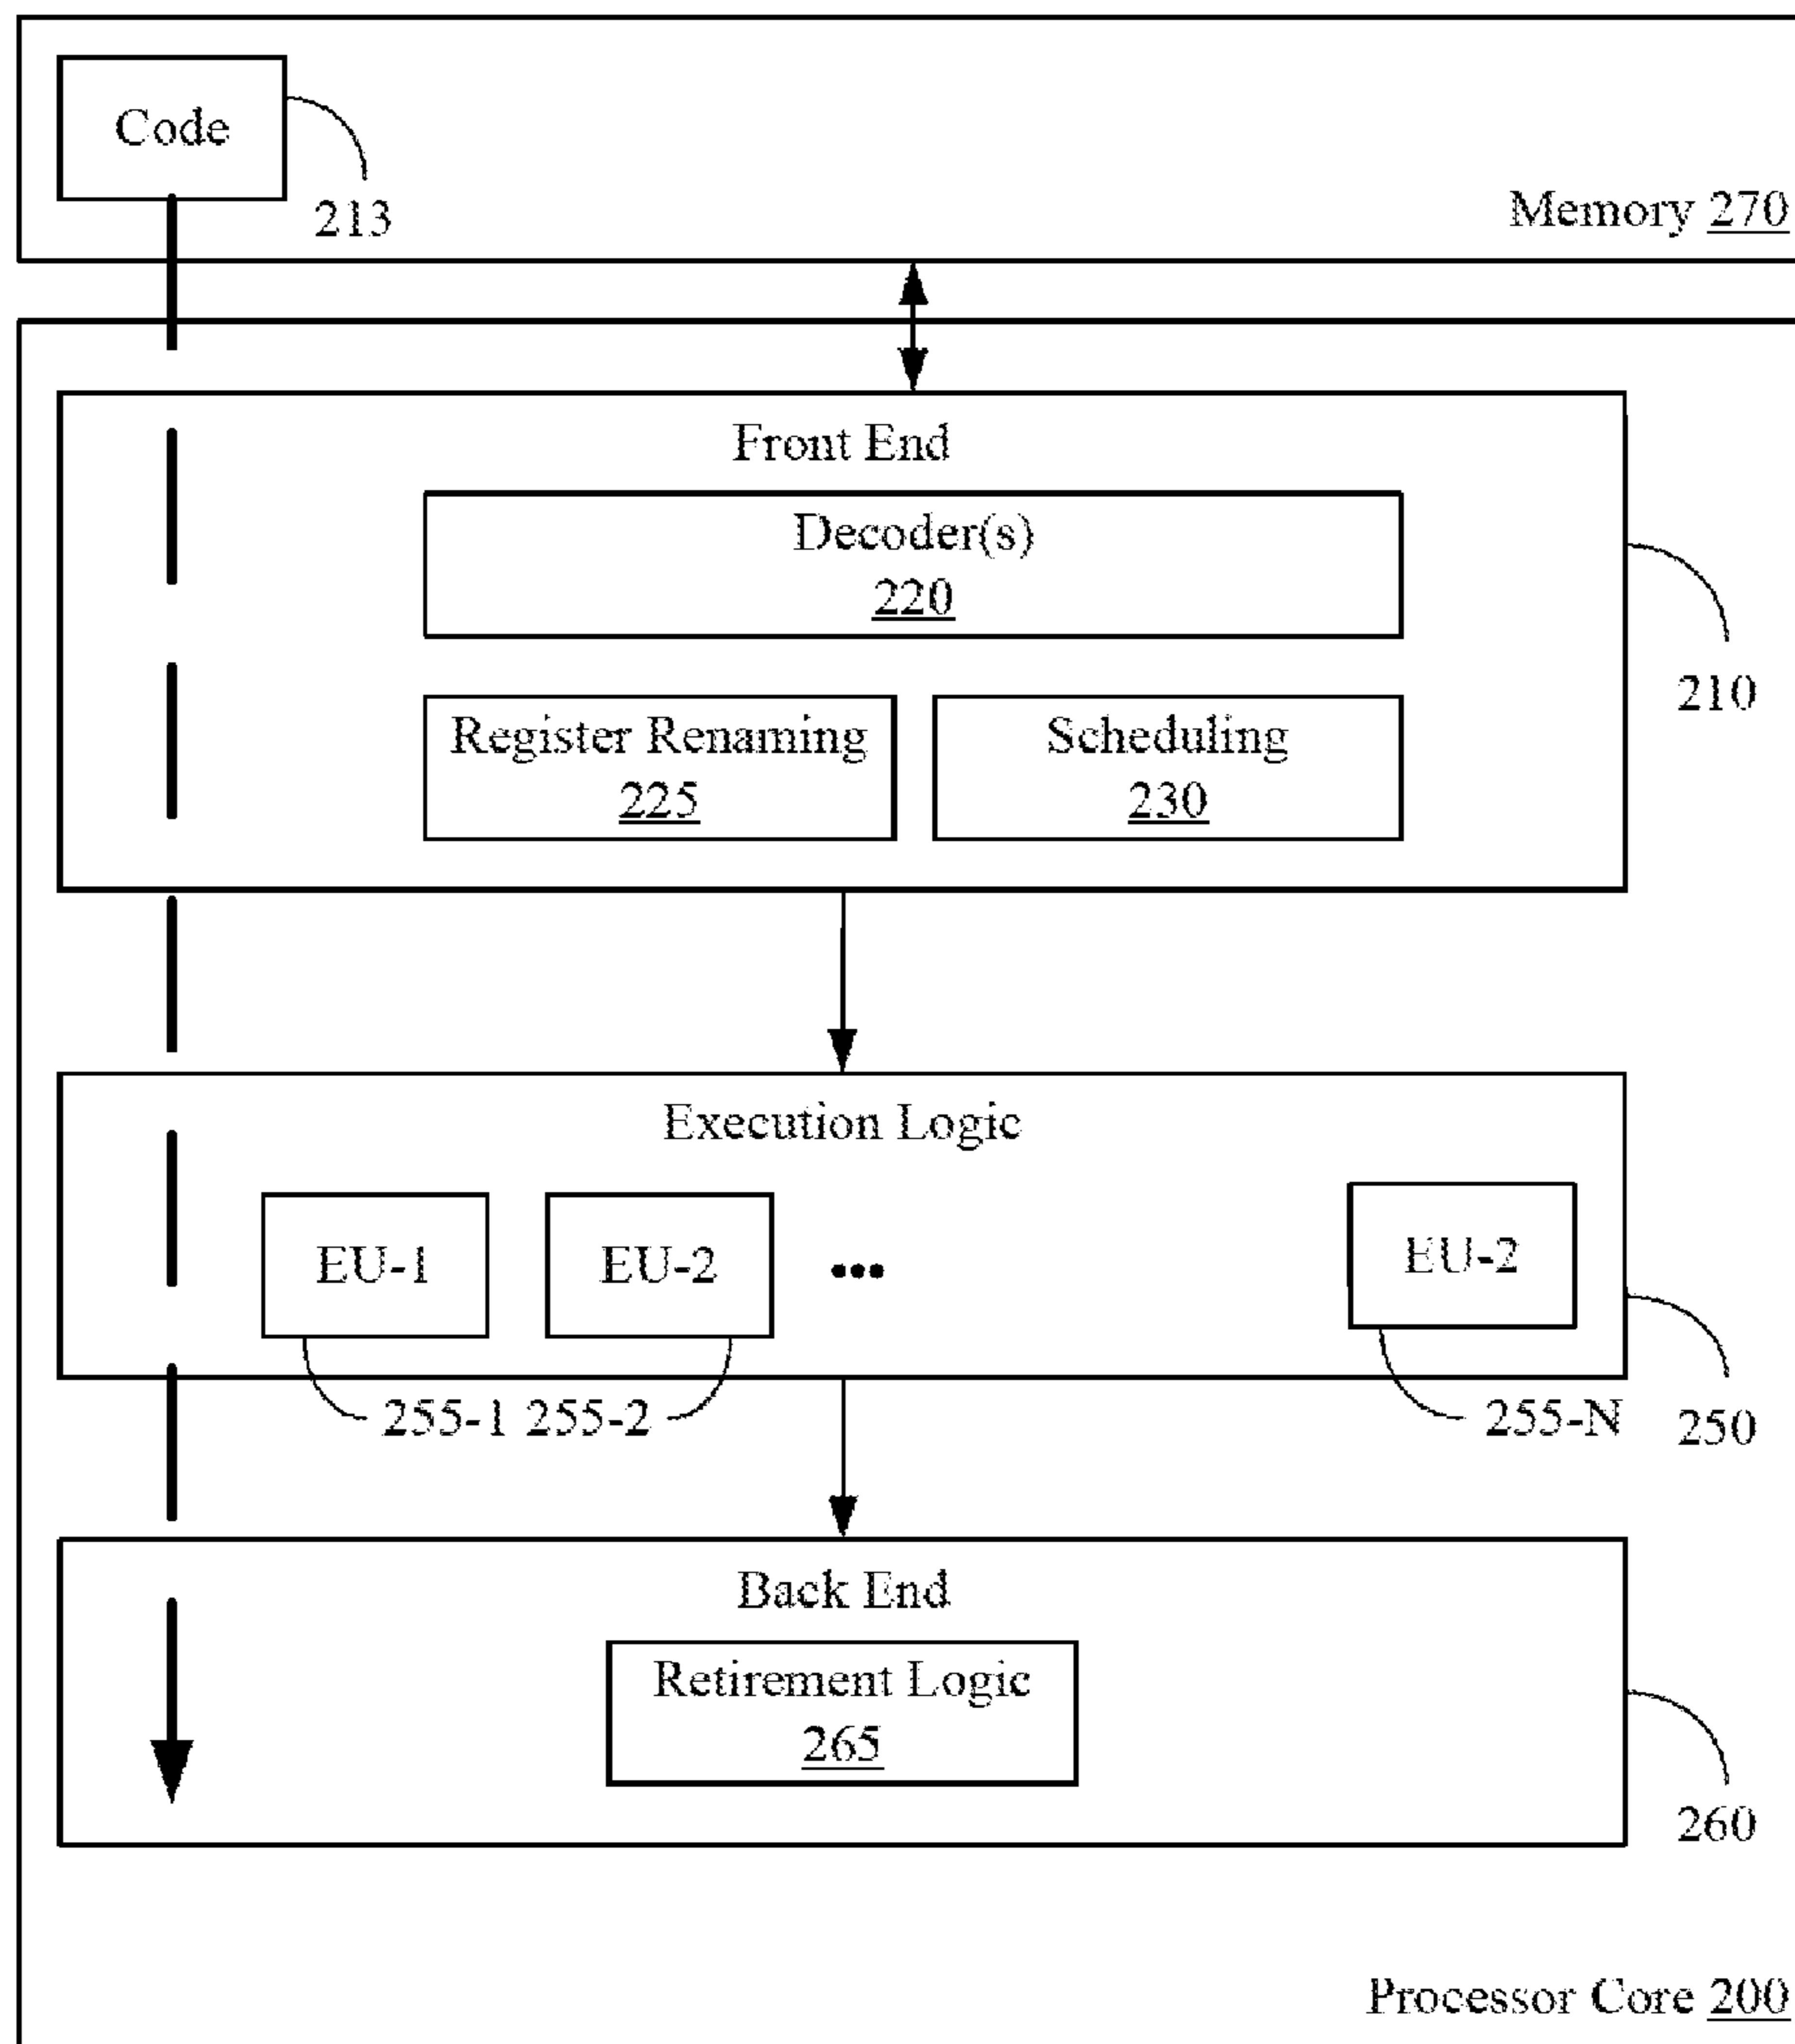 Code
213
Memory 270
Front End
Decoder(s)
220
210
Register Renaming
225
Scheduling
230
Execution Logic
EU-1
EU-2
•••
EU-2
255-1 255-2
255-N
250
Back End
Retirement Logic
265
260
Processor Core 200